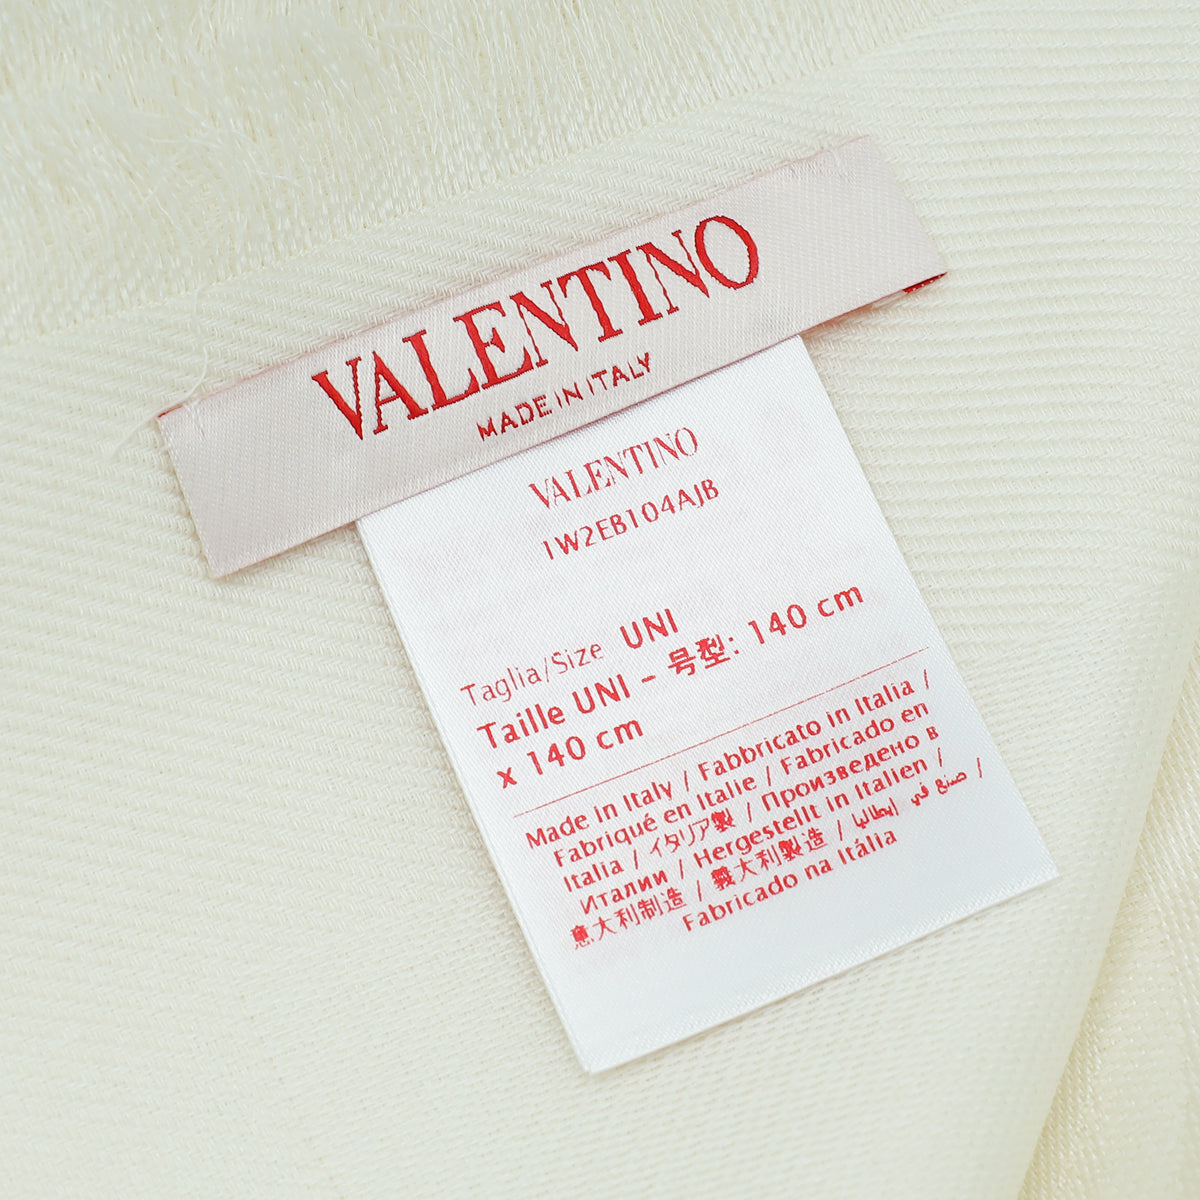 VALENTINO
MADE IN ITALY
VALENTINO
1W2EB104AJB
Taglia/Size UNI
Taille UNI - 号型: 140 cm
x 140 cm
Made in Italy / Fabbricato in Italia /
Fabriqué en Italie / Fabricado en
Italia / イタリア製 / Произведено в
Италии / Hergestellt in Italien /
意大利制造 / 義大利製造 / صنع في إيطاليا /
Fabricado na Itália